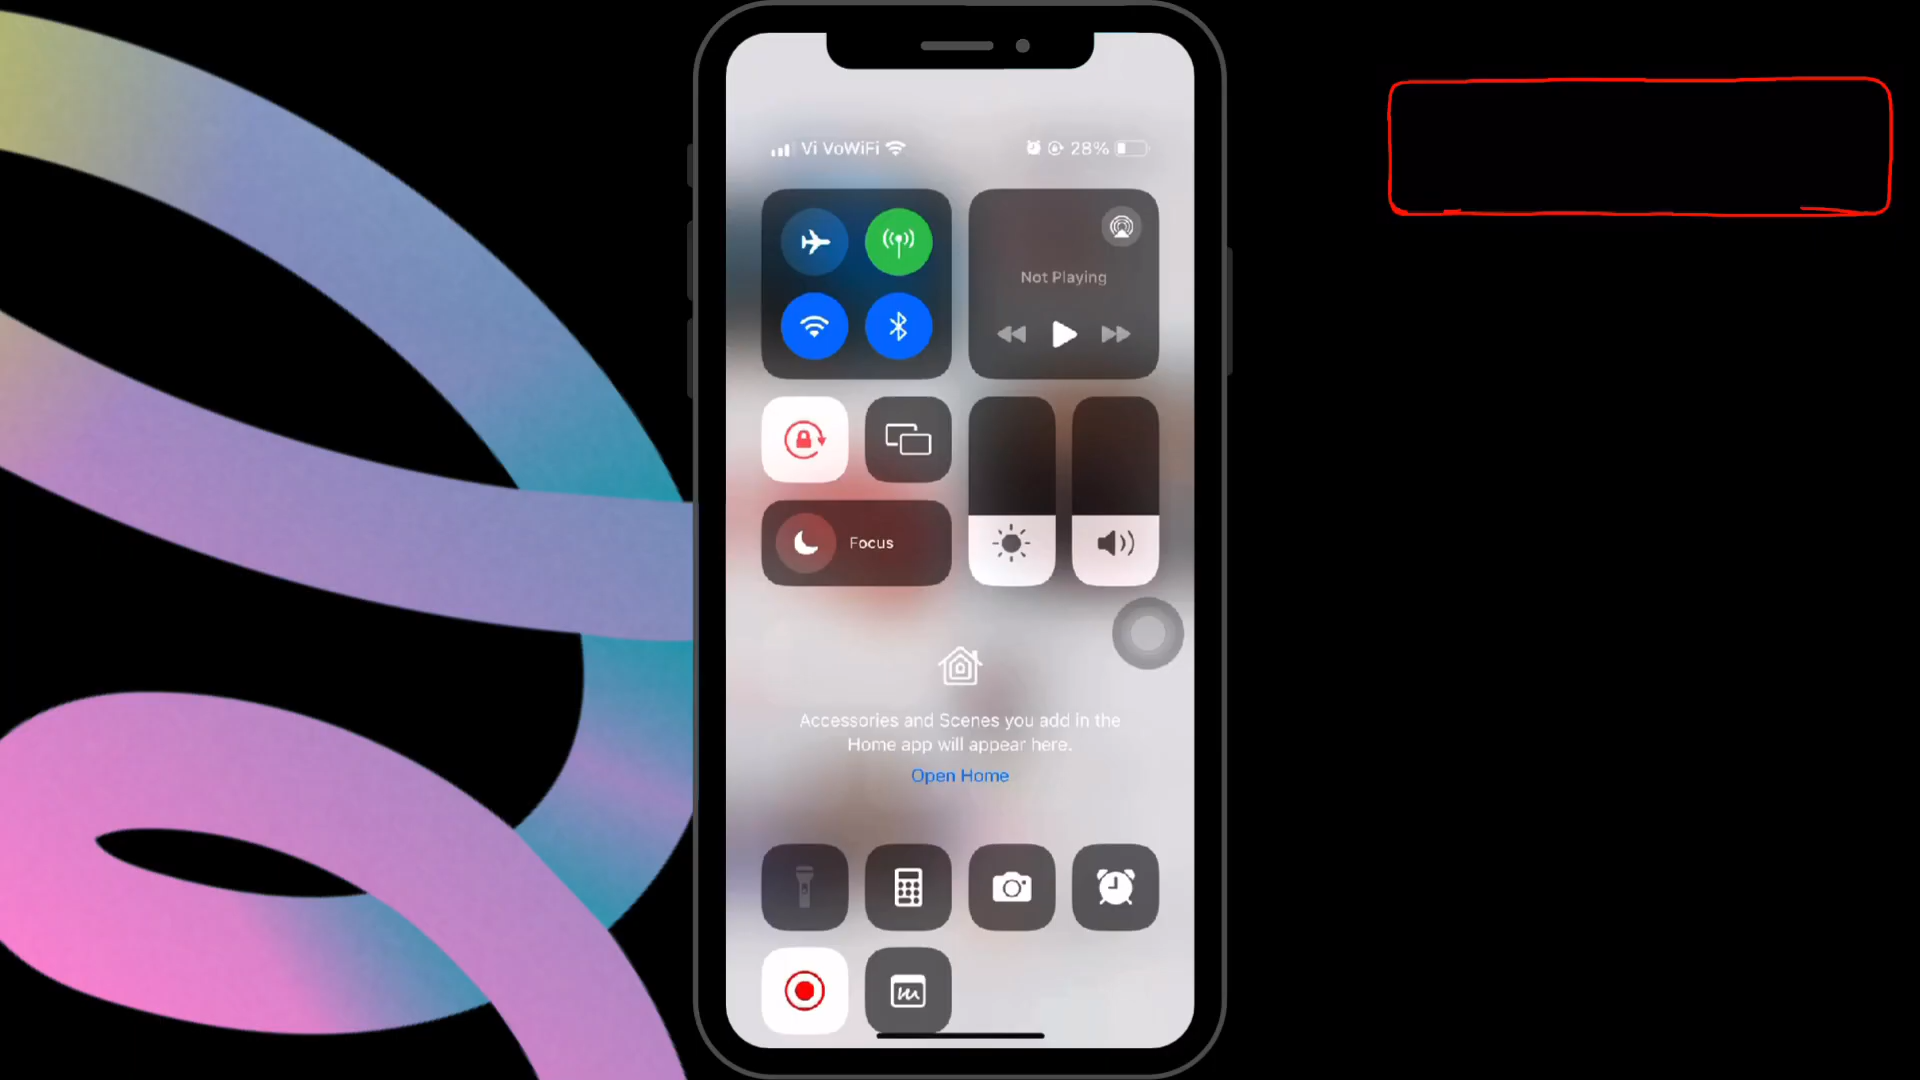 Vi VoWiFi 28%
Not Playing
Focus
Accessories and Scenes you add in the
Home app will appear here.
Open Home